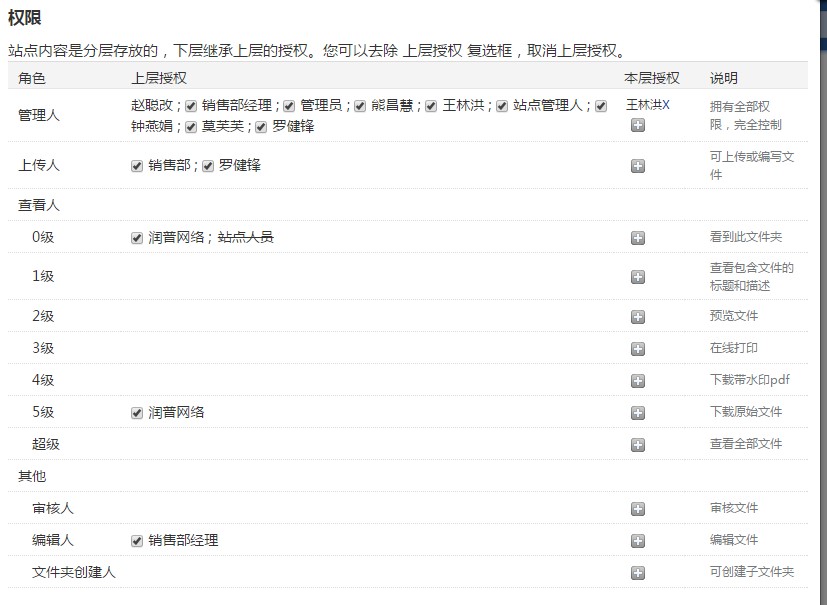 权限
站点内容是分层存放的，下层继承上层的授权。您可以去除 上层授权 复选框，取消上层授权。
角色 上层授权 本层授权 说明
管理人 赵聪改；销售部经理；管理员；熊昌慧；王林洪；站点管理人；
钟燕娟；莫芙芙；罗健锋 王林洪X 拥有全部权
限，完全控制
上传人 销售部；罗健锋 可上传或编写文
件
查看人
0级 润普网络；站点人员 看到此文件夹
1级 查看包含文件的
标题和描述
2级 预览文件
3级 在线打印
4级 下载带水印pdf
5级 润普网络 下载原始文件
超级 查看全部文件
其他
审核人 审核文件
编辑人 销售部经理 编辑文件
文件夹创建人 可创建子文件夹